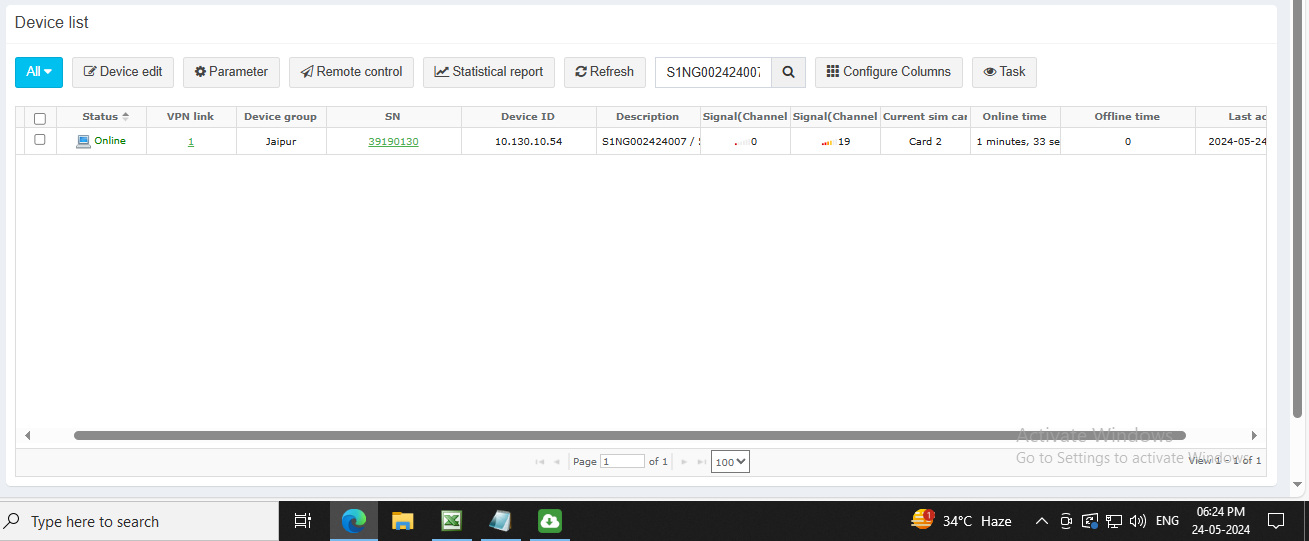 Device list
All Device edit Parameter Remote control Statistical report Refresh S1NG002424007 Configure Columns Task
Status VPN link Device group SN Device ID Description Signal(Channel Signal(Channel Current sim car Online time Offline time Last ac
Online 1 Jaipur 39190130 10.130.10.54 S1NG002424007 / 0 19 Card 2 1 minutes, 33 se 0 2024-05-24
Activate Windows
Page 1 of 1 100 Go to Settings to activate Windows. View 1 - 1 of 1
Type here to search 1 34°C Haze ENG 06:24 PM
24-05-2024